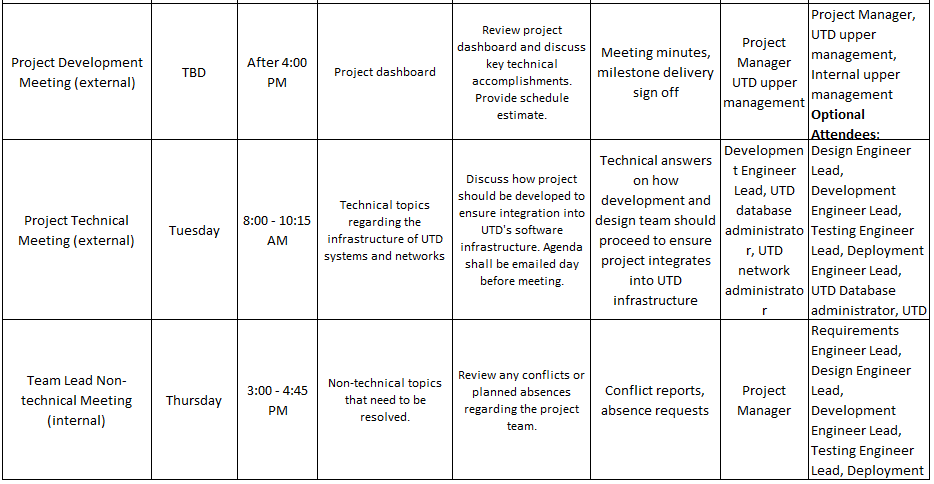 Project Development
Meeting (external)
TBD
After 4:00
PM
Project dashboard
Review project
dashboard and discuss
key technical
accomplishments.
Provide schedule
estimate.
Meeting minutes,
milestone delivery
sign off
Project
Manager
UTD upper
management
Project Manager,
UTD upper
management,
Internal upper
management
Optional
Attendees:
Project Technical
Meeting (external)
Tuesday
8:00 - 10:15
AM
Technical topics
regarding the
infrastructure of UTD
systems and networks
Discuss how project
should be developed to
ensure integration into
UTD's software
infrastructure. Agenda
shall be emailed day
before meeting.
Technical answers
on how
development and
design team should
proceed to ensure
project integrates
into UTD
infrastructure
Developmen
t Engineer
Lead, UTD
database
administrato
r, UTD
network
administrato
r
Design Engineer
Lead,
Development
Engineer Lead,
Testing Engineer
Lead, Deployment
Engineer Lead,
UTD Database
administrator, UTD
Team Lead Non-
technical Meeting
(internal)
Thursday
3:00 - 4:45
PM
Non-technical topics
that need to be
resolved.
Review any conflicts or
planned absences
regarding the project
team.
Conflict reports,
absence requests
Project
Manager
Requirements
Engineer Lead,
Design Engineer
Lead,
Development
Engineer Lead,
Testing Engineer
Lead, Deployment